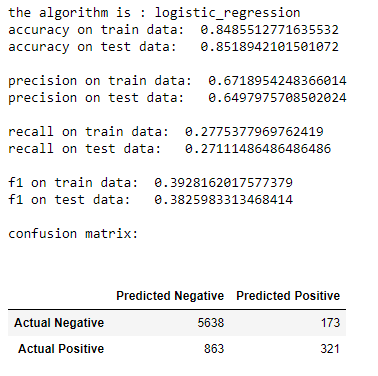 the algorithm is : logistic_regression
accuracy on train data: 0.8485512771635532
accuracy on test data: 0.8518942101501072
precision on train data: 0.6718954248366014
precision on test data: 0.6497975708502024
recall on train data: 0.2775377969762419
recall on test data: 0.27111486486486486
f1 on train data: 0.3928162017577379
f1 on test data: 0.3825983313468414
confusion matrix:
Predicted Negative Predicted Positive
Actual Negative 5638 173
Actual Positive 863 321